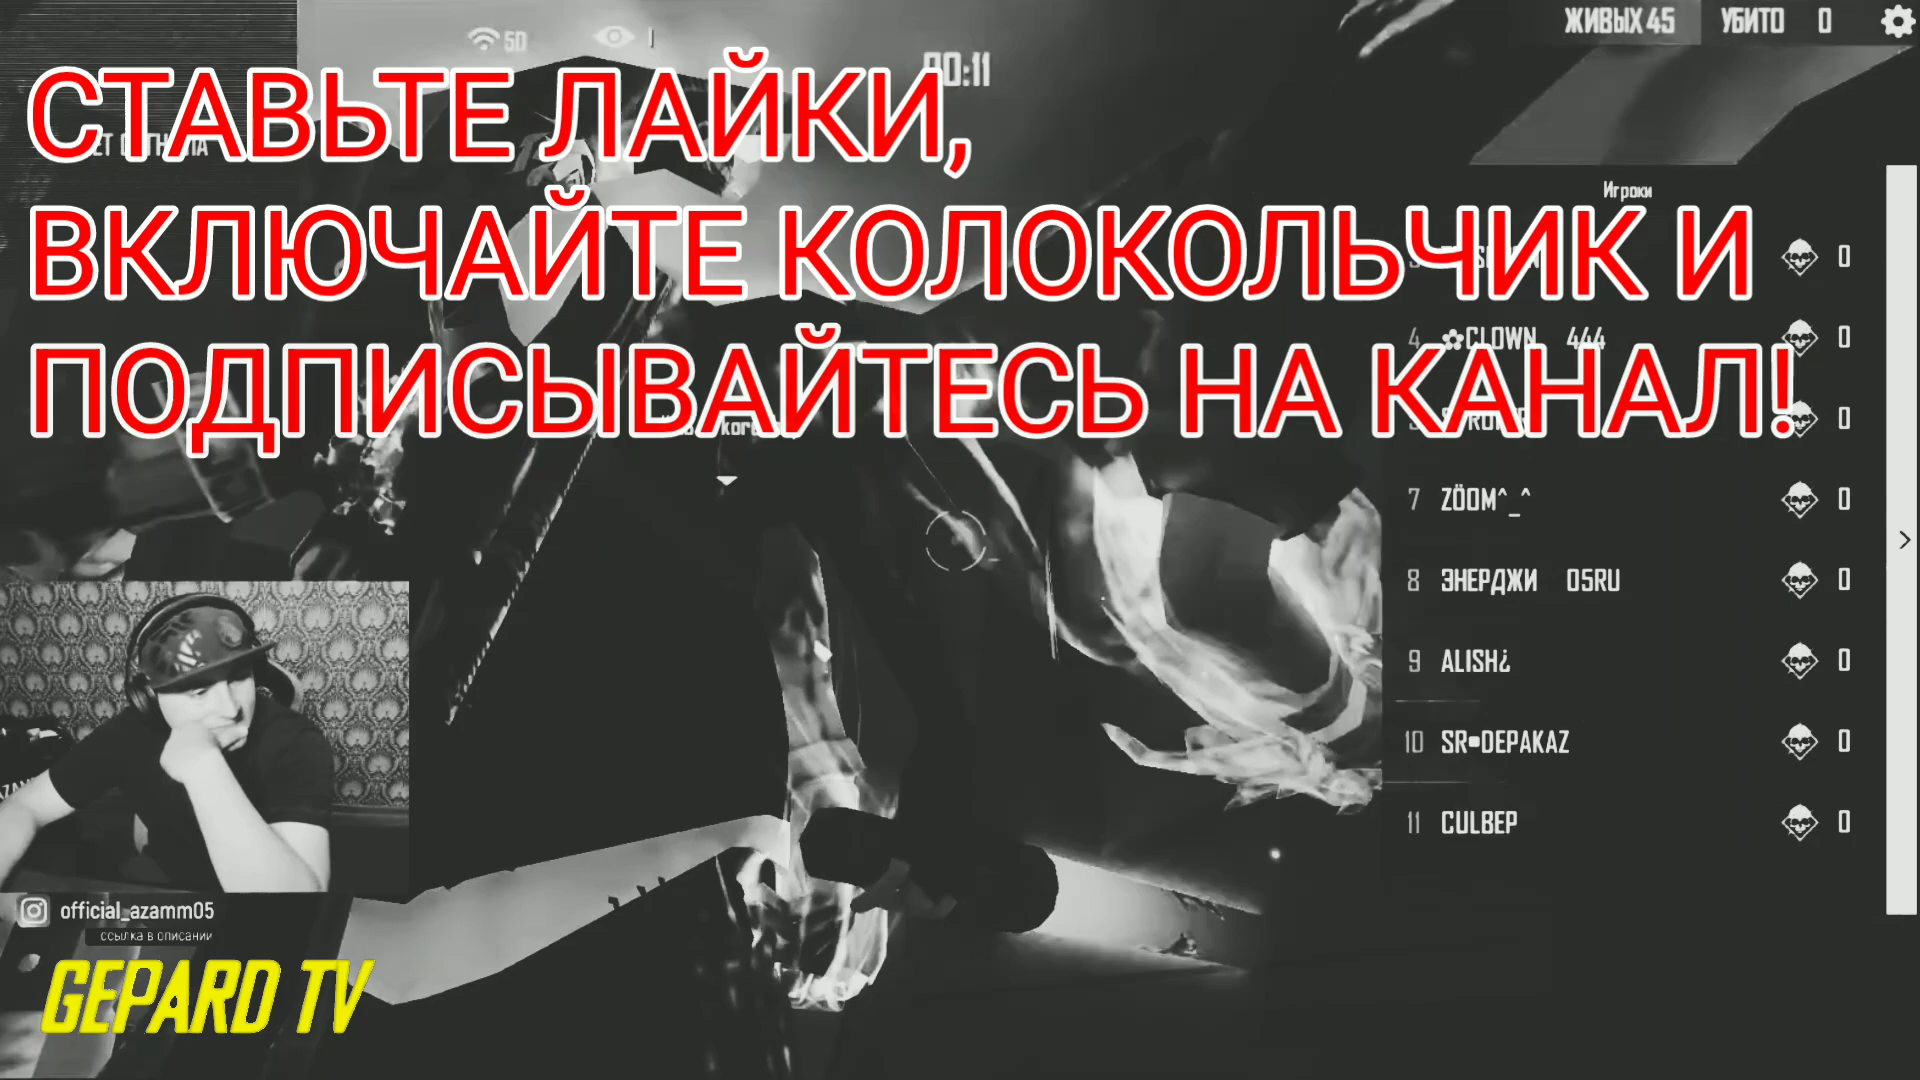 ЖИВЫХ 45 УБИТО 0
50 1
00:11
СТАВЬТЕ ЛАЙКИ,
ВКЛЮЧАЙТЕ КОЛОКОЛЬЧИК И
ПОДПИСЫВАЙТЕСЬ НА КАНАЛ!
Игроки
0
4 ✿CLOWN 444 0
0
7 ZÖOM^_^ 0
8 ЭНЕРДЖИ 05RU 0
9 ALISH¿ 0
10 SR▪DEPAKAZ 0
11 CULBEP 0
official_azamm05
ссылка в описании
GEPARD TV